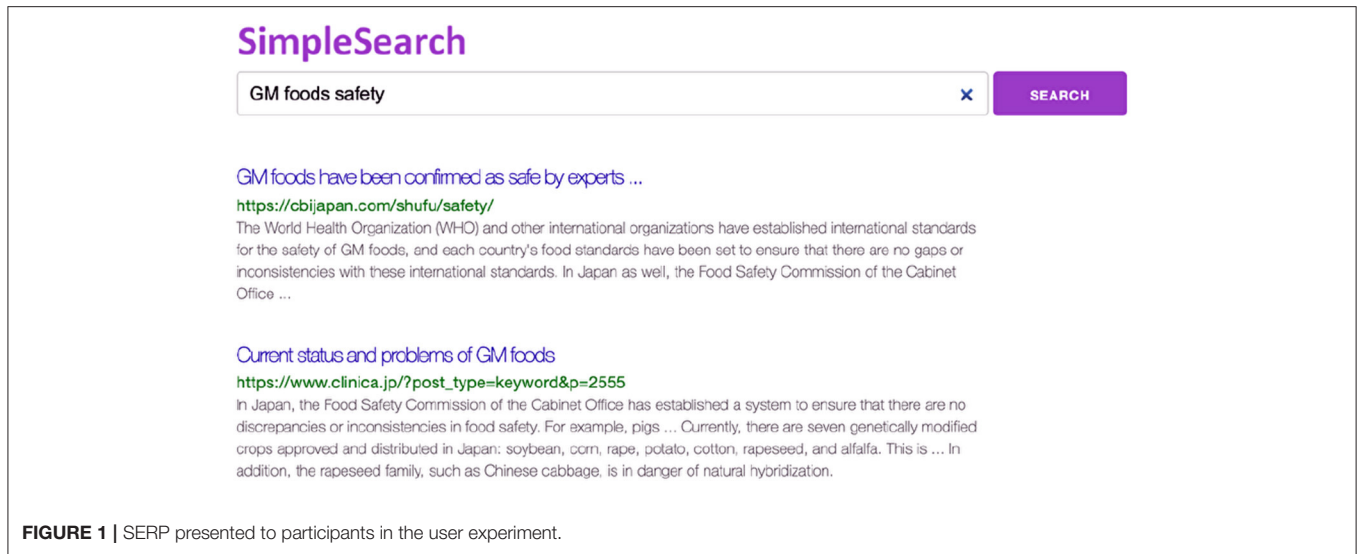 SimpleSearch
GM foods safety
SEARCH
GM foods have been confirmed as safe by experts ...
https://cbijapan.com/shufu/safety/
The World Health Organization (WHO) and other international organizations have established international standards
for the safety of GM foods, and each country's food standards have been set to ensure that there are no gaps or
inconsistencies with these international standards. In Japan as well, the Food Safety Commission of the Cabinet
Office ...
Current status and problems of GM foods
https://www.clinica.jp/?post_type=keyword&p=2555
In Japan, the Food Safety Commission of the Cabinet Office has established a system to ensure that there are no
discrepancies or inconsistencies in food safety. For example, pigs ... Currently, there are seven genetically modified
crops approved and distributed in Japan: soybean, corn, rape, potato, cotton, rapeseed, and alfalfa. This is ... In
addition, the rapeseed family, such as Chinese cabbage, is in danger of natural hybridization.
FIGURE 1 | SERP presented to participants in the user experiment.